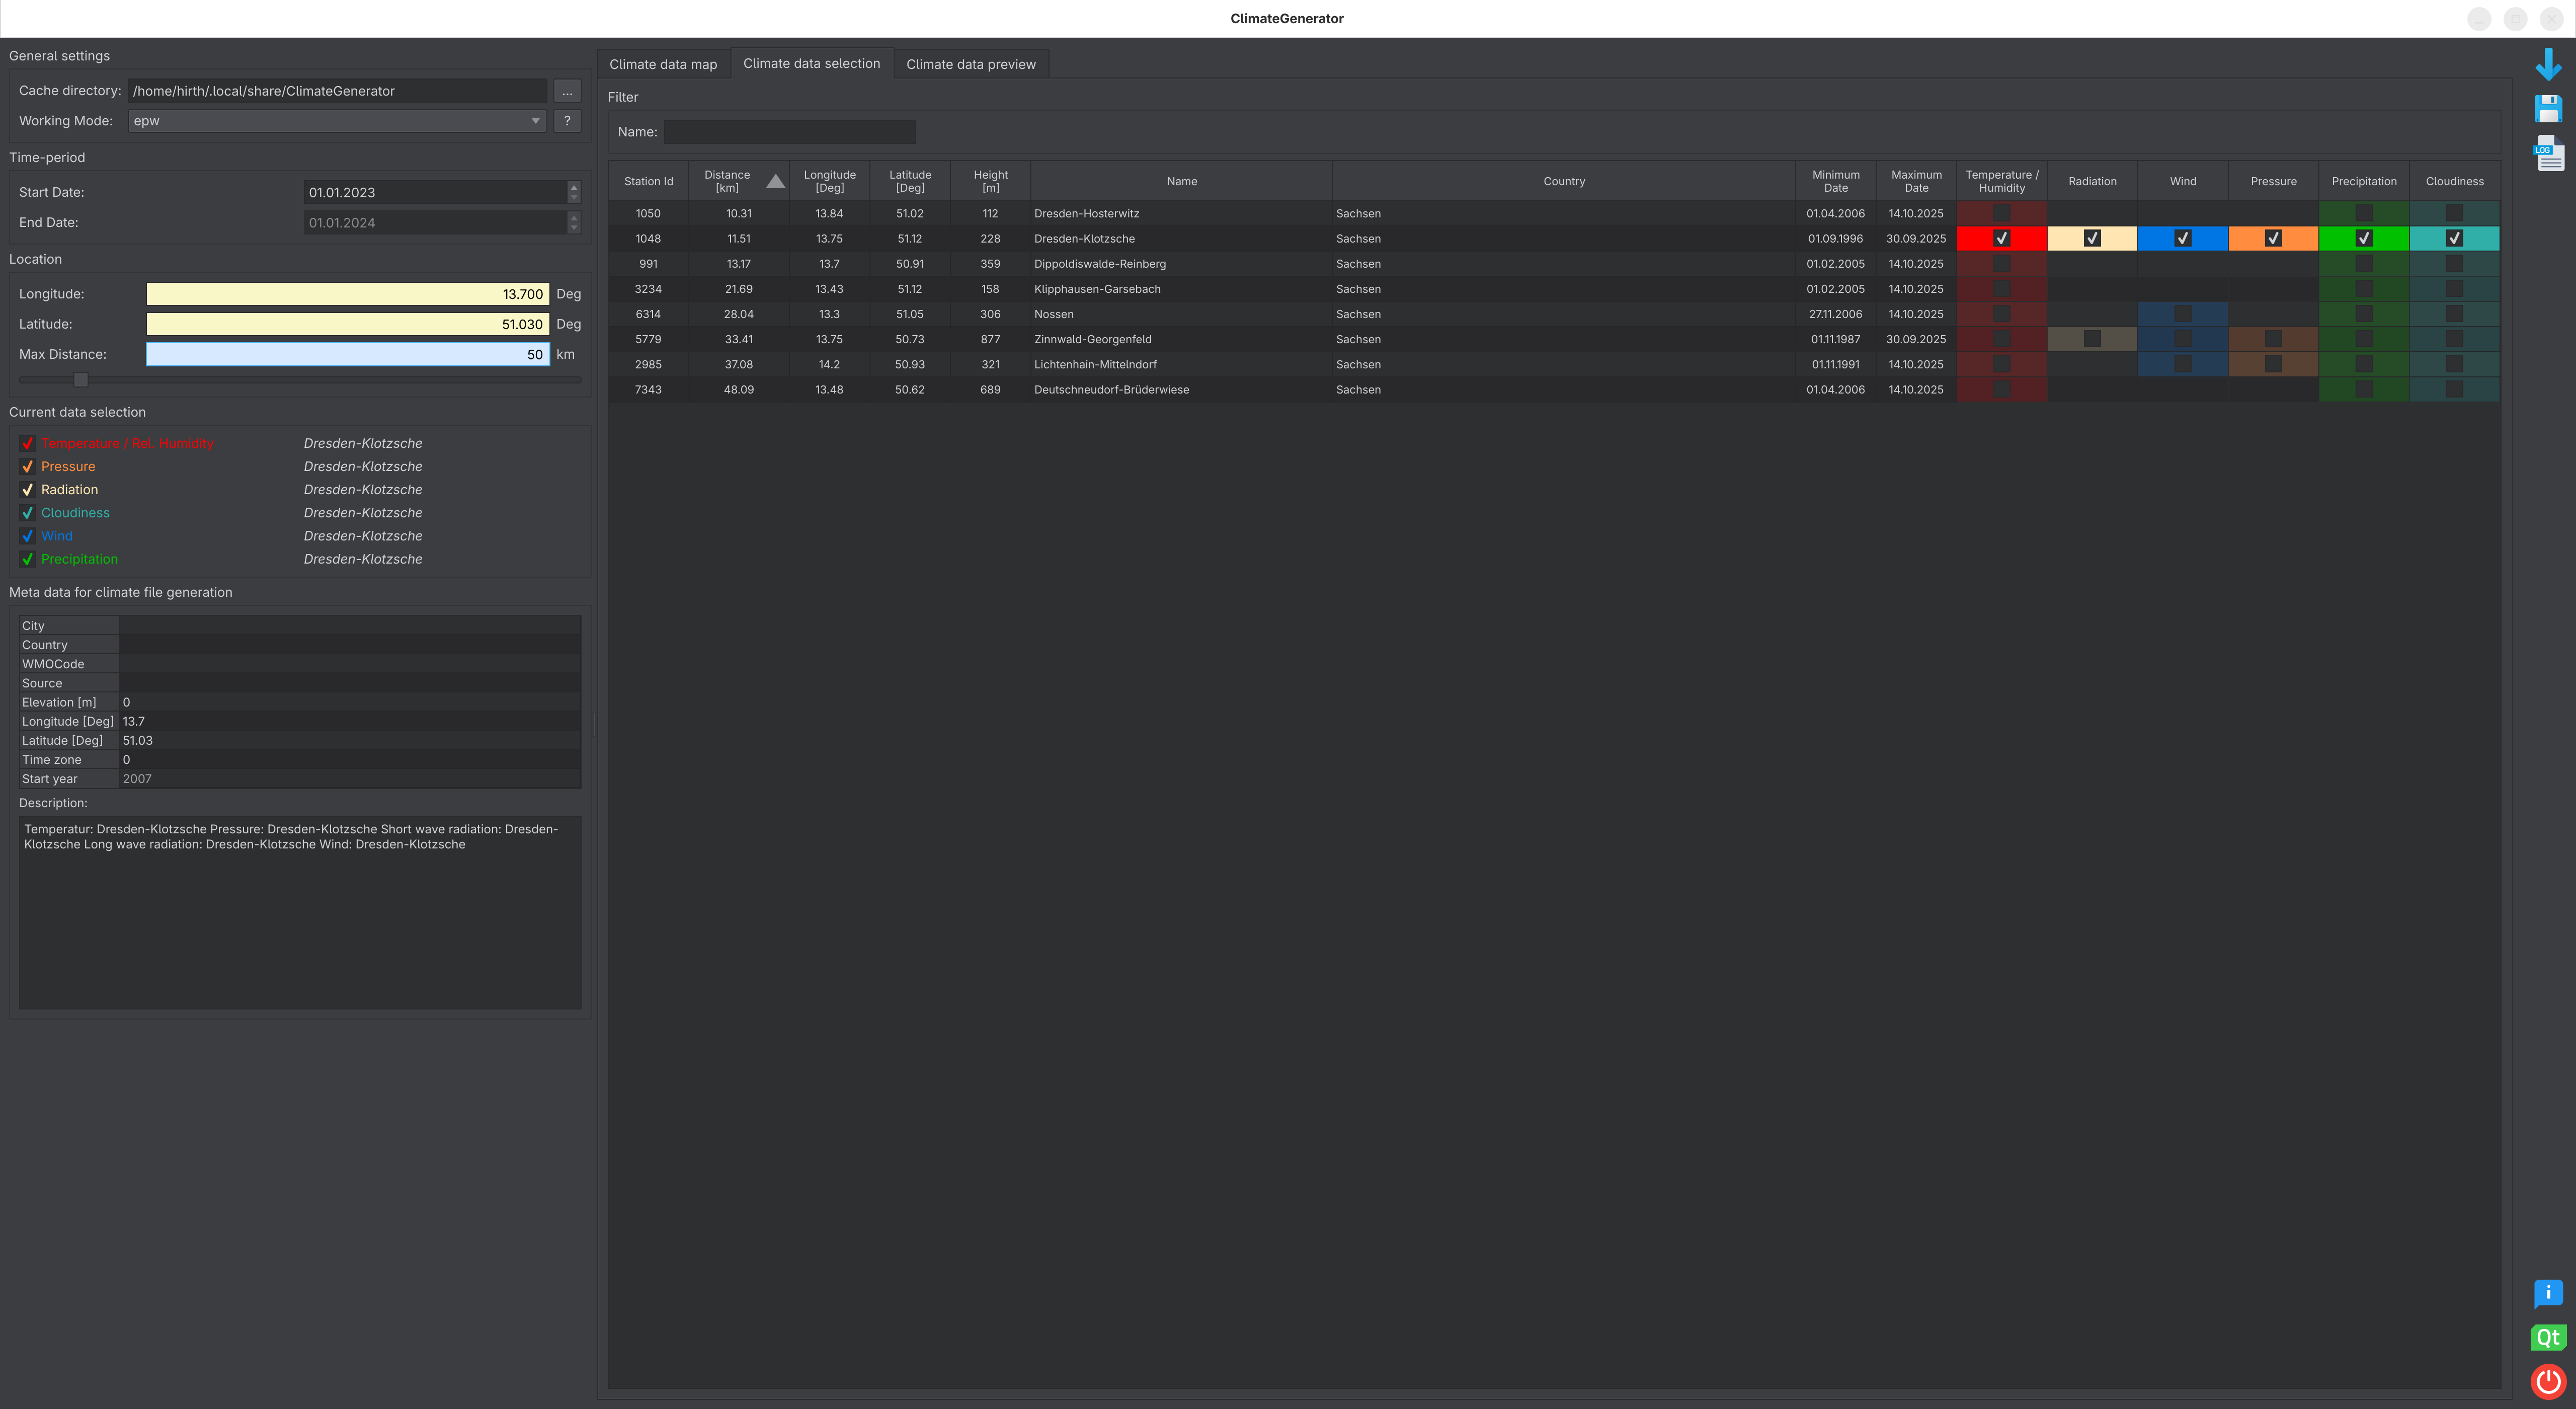 ClimateGenerator
General settings
Cache directory: /home/hirth/.local/share/ClimateGenerator ...
Working Mode: epw ?
Time-period
Start Date: 01.01.2023
End Date: 01.01.2024
Location
Longitude: 13.700 Deg
Latitude: 51.030 Deg
Max Distance: 50 km
Current data selection
Temperature / Rel. Humidity Dresden-Klotzsche
Pressure Dresden-Klotzsche
Radiation Dresden-Klotzsche
Cloudiness Dresden-Klotzsche
Wind Dresden-Klotzsche
Precipitation Dresden-Klotzsche
Meta data for climate file generation
City
Country
WMOCode
Source
Elevation [m] 0
Longitude [Deg] 13.7
Latitude [Deg] 51.03
Time zone 0
Start year 2007
Description:
Temperatur: Dresden-Klotzsche Pressure: Dresden-Klotzsche Short wave radiation: Dresden-
Klotzsche Long wave radiation: Dresden-Klotzsche Wind: Dresden-Klotzsche
Climate data map Climate data selection Climate data preview
Filter
Name:
Station Id Distance [km] Longitude [Deg] Latitude [Deg] Height [m] Name Country Minimum Date Maximum Date Temperature / Humidity Radiation Wind Pressure Precipitation Cloudiness
1050 10.31 13.84 51.02 112 Dresden-Hosterwitz Sachsen 01.04.2006 14.10.2025
1048 11.51 13.75 51.12 228 Dresden-Klotzsche Sachsen 01.09.1996 30.09.2025
991 13.17 13.7 50.91 359 Dippoldiswalde-Reinberg Sachsen 01.02.2005 14.10.2025
3234 21.69 13.43 51.12 158 Klipphausen-Garsebach Sachsen 01.02.2005 14.10.2025
6314 28.04 13.3 51.05 306 Nossen Sachsen 27.11.2006 14.10.2025
5779 33.41 13.75 50.73 877 Zinnwald-Georgenfeld Sachsen 01.11.1987 30.09.2025
2985 37.08 14.2 50.93 321 Lichtenhain-Mittelndorf Sachsen 01.11.1991 14.10.2025
7343 48.09 13.48 50.62 689 Deutschneudorf-Brüderwiese Sachsen 01.04.2006 14.10.2025
LOG
i
Qt